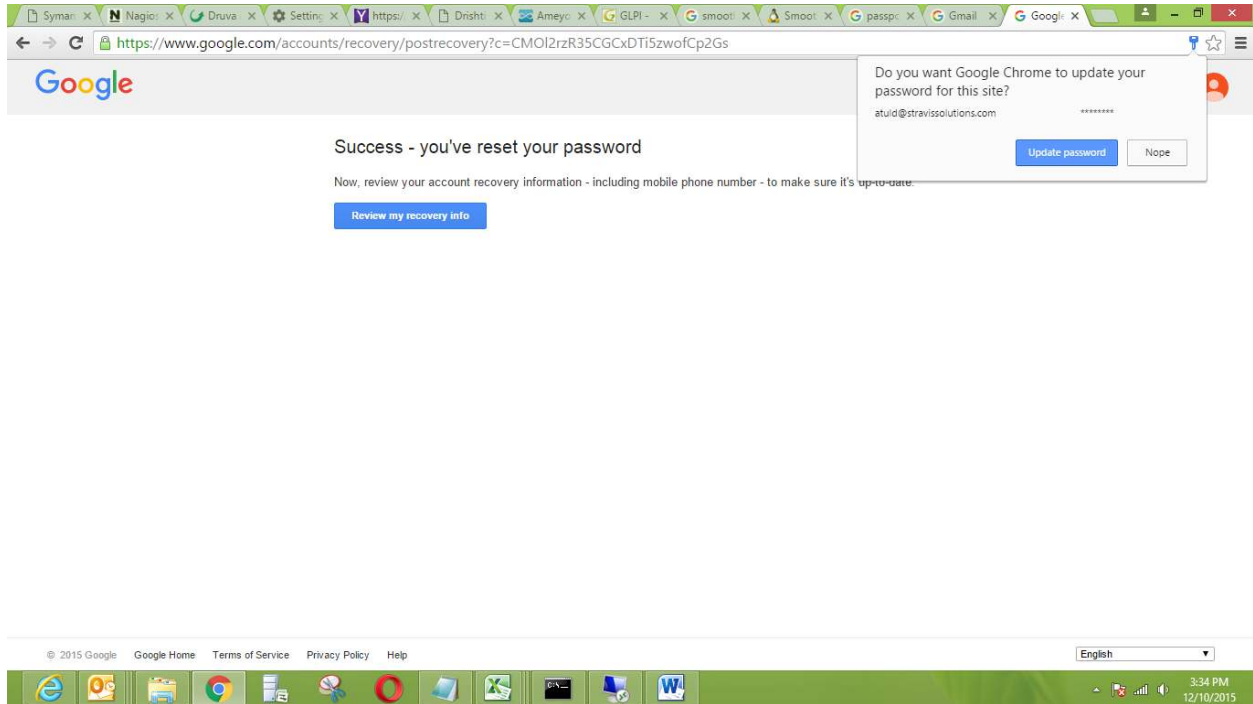 Syman Nagios Druva Setting https:/ Drishti Ameyo GLPI - smoot Smoot passpo Gmail Google
https://www.google.com/accounts/recovery/postrecovery?c=CMOl2rzR35CGCxDTi5zwofCp2Gs
Google
Do you want Google Chrome to update your
password for this site?
atuld@stravissolutions.com ********
Update password Nope
Success - you've reset your password
Now, review your account recovery information - including mobile phone number - to make sure it's up-to-date.
Review my recovery info
© 2015 Google Google Home Terms of Service Privacy Policy Help English
3:34 PM
12/10/2015